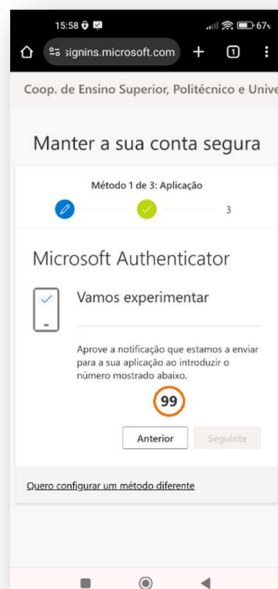 15:58
67%
signins.microsoft.com
1
Coop. de Ensino Superior, Politécnico e Unive
Manter a sua conta segura
Método 1 de 3: Aplicação
3
Microsoft Authenticator
Vamos experimentar
Aprove a notificação que estamos a enviar
para a sua aplicação ao introduzir o
número mostrado abaixo.
99
Anterior
Seguinte
Quero configurar um método diferente